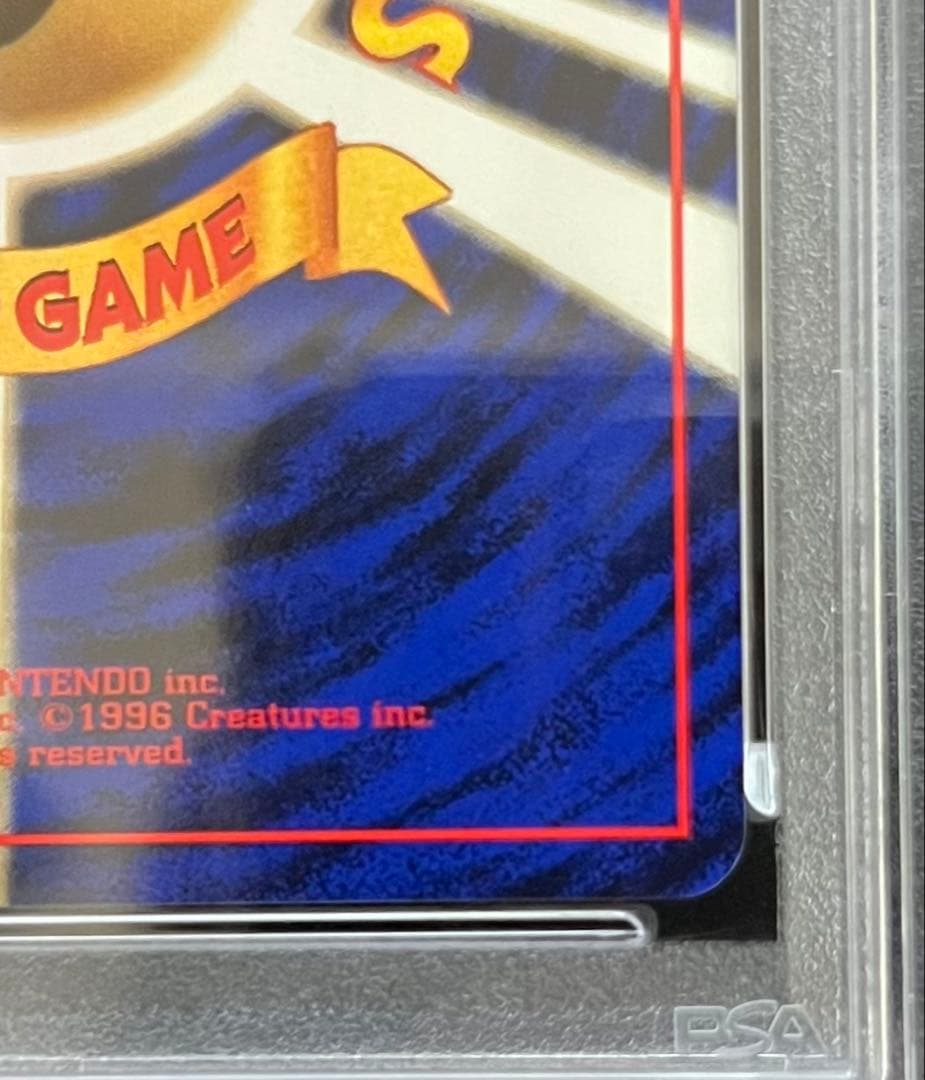 S
GAME
NTENDO inc.
c. ©1996 Creatures inc.
s reserved.
PSA